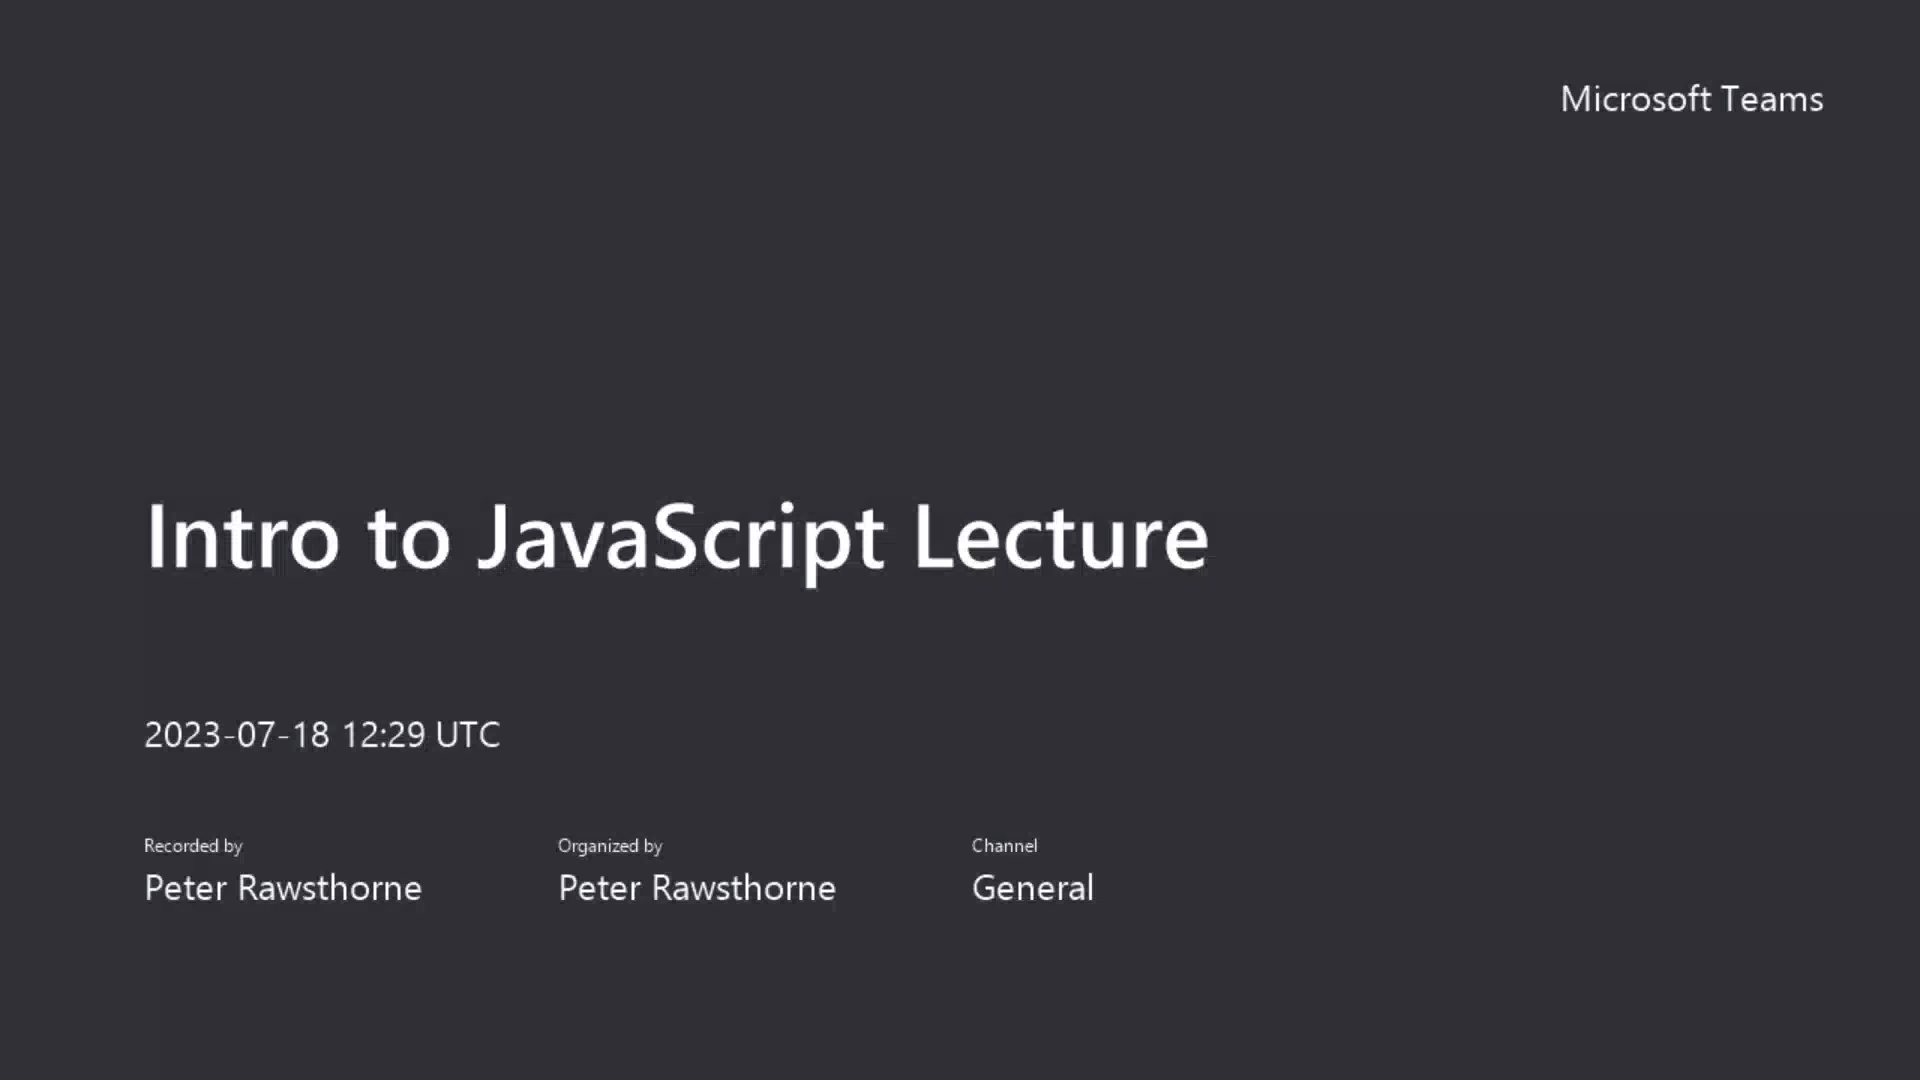 Microsoft Teams
Intro to JavaScript Lecture
2023-07-18 12:29 UTC
Recorded by
Peter Rawsthorne
Organized by
Peter Rawsthorne
Channel
General